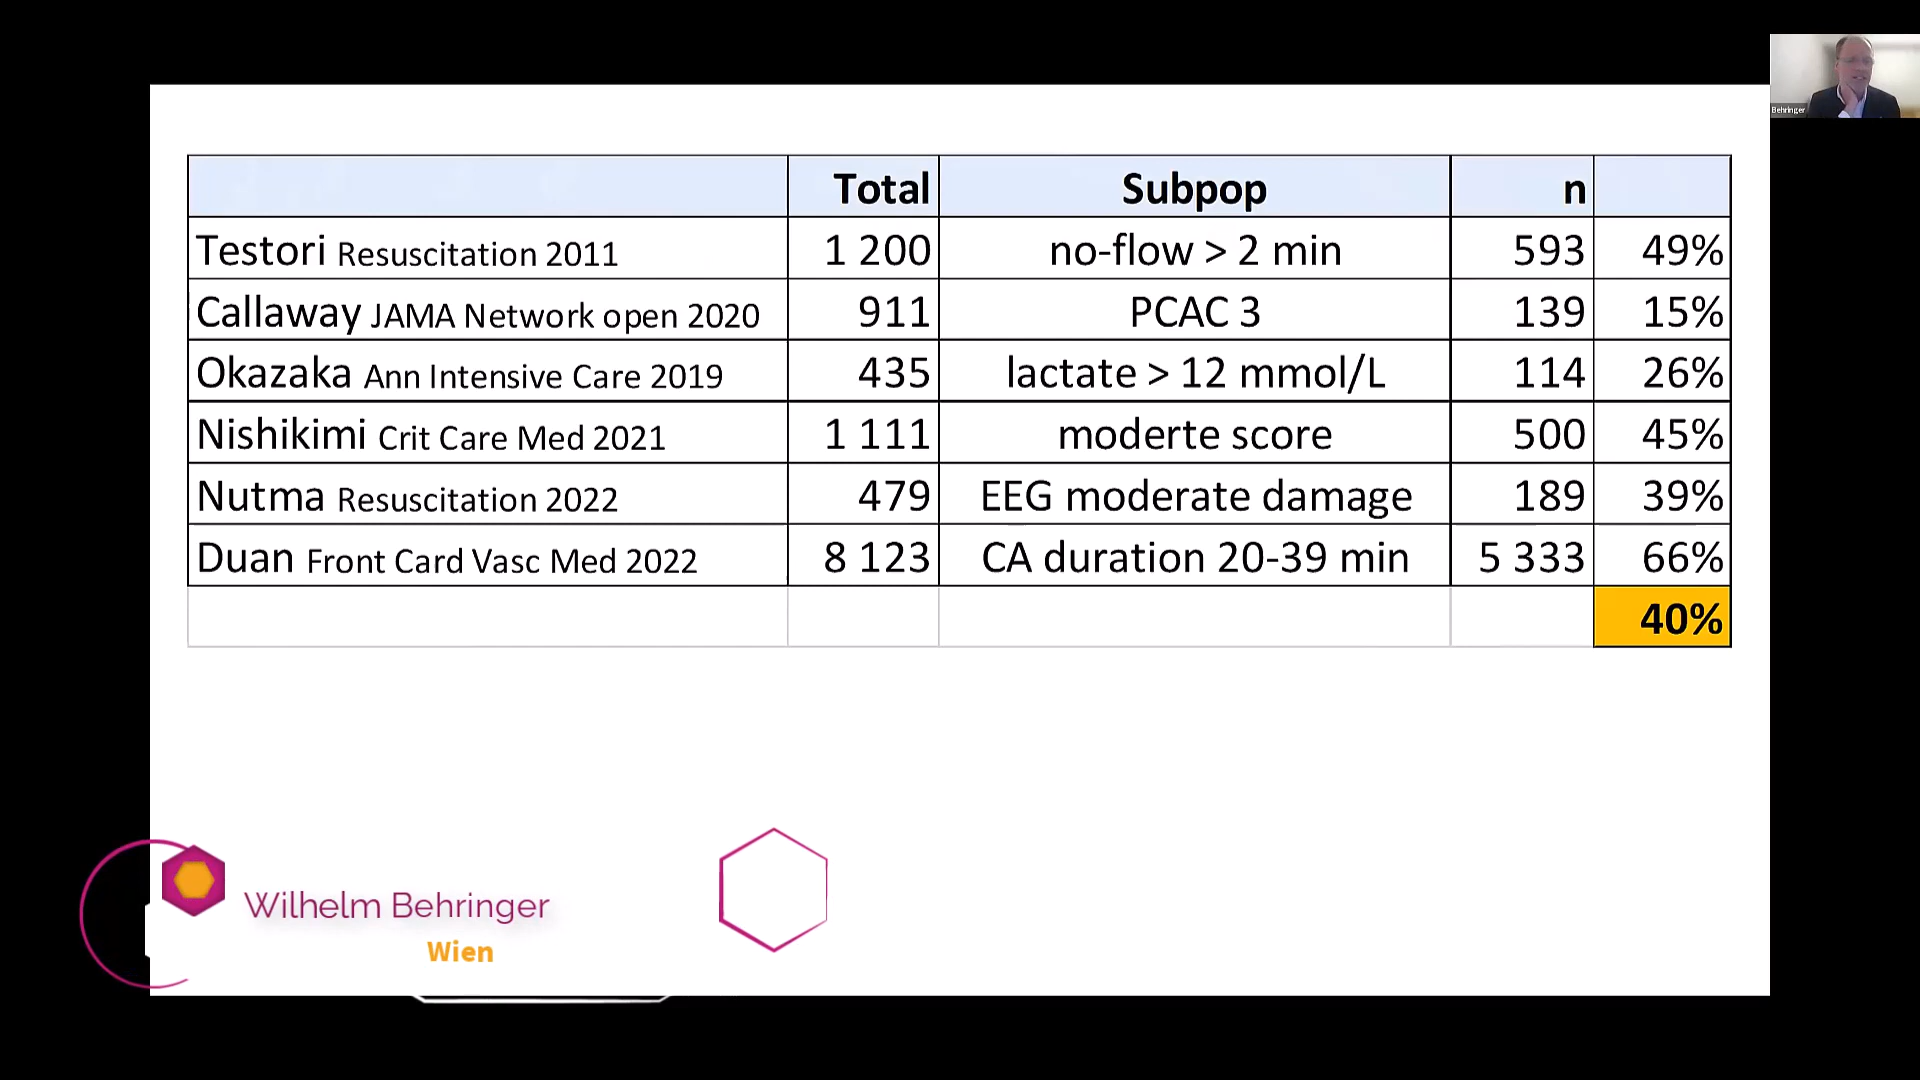 Behringer
Total Subpop n
Testori Resuscitation 2011 1 200 no-flow > 2 min 593 49%
Callaway JAMA Network open 2020 911 PCAC 3 139 15%
Okazaka Ann Intensive Care 2019 435 lactate > 12 mmol/L 114 26%
Nishikimi Crit Care Med 2021 1 111 moderte score 500 45%
Nutma Resuscitation 2022 479 EEG moderate damage 189 39%
Duan Front Card Vasc Med 2022 8 123 CA duration 20-39 min 5 333 66%
40%
Wilhelm Behringer
Wien